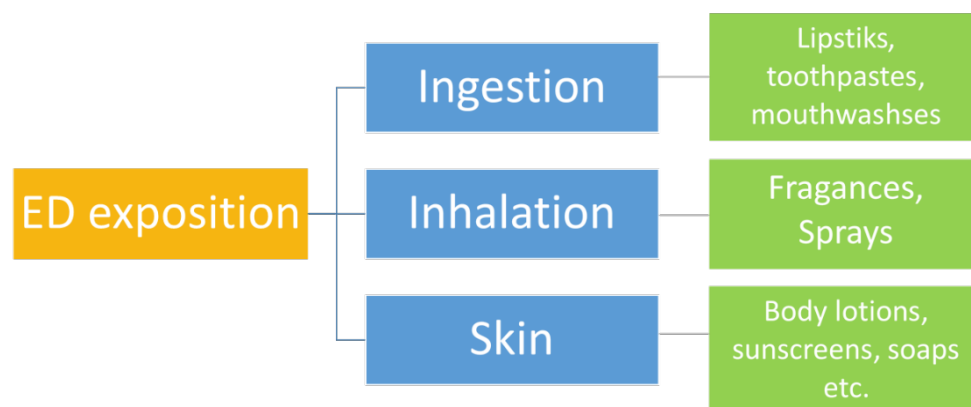 ED exposition
Ingestion
Lipstiks,
toothpastes,
mouthwashses
Inhalation
Fragances,
Sprays
Skin
Body lotions,
sunscreens, soaps
etc.